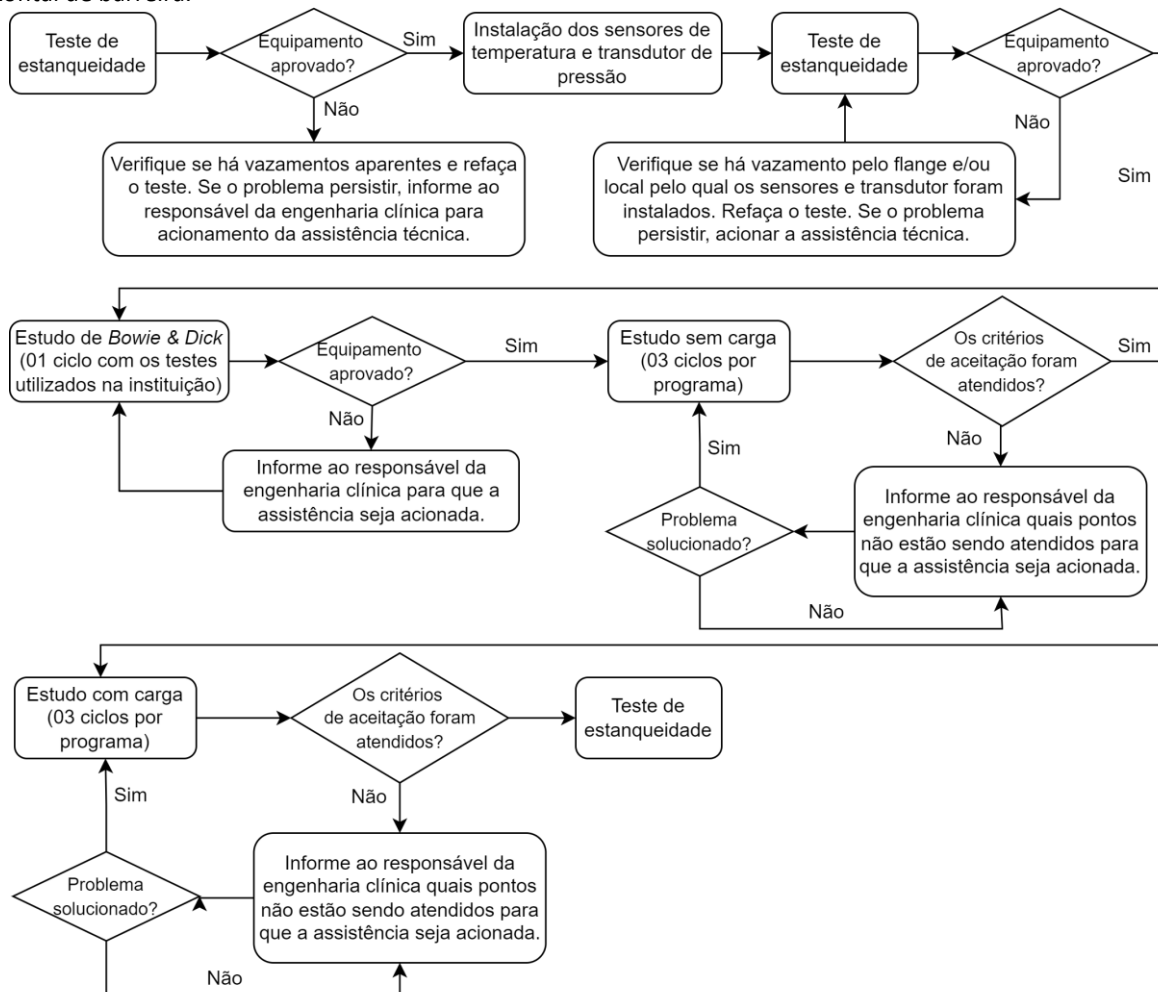 Teste de
estanqueidade
Equipamento
aprovado?
Sim
Instalação dos sensores de
temperatura e transdutor de
pressão
Teste de
estanqueidade
Equipamento
aprovado?
Não
Não
Sim
Verifique se há vazamentos aparentes e refaça
o teste. Se o problema persistir, informe ao
responsável da engenharia clínica para
acionamento da assistência técnica.
Verifique se há vazamento pelo flange e/ou
local pelo qual os sensores e transdutor foram
instalados. Refaça o teste. Se o problema
persistir, acionar a assistência técnica.
Estudo de Bowie & Dick
(01 ciclo com os testes
utilizados na instituição)
Equipamento
aprovado?
Sim
Estudo sem carga
(03 ciclos por
programa)
Os critérios
de aceitação foram
atendidos?
Sim
Não
Não
Informe ao responsável da
engenharia clínica para que a
assistência seja acionada.
Sim
Problema
solucionado?
Informe ao responsável da
engenharia clínica quais pontos
não estão sendo atendidos para
que a assistência seja acionada.
Não
Estudo com carga
(03 ciclos por
programa)
Os critérios
de aceitação foram
atendidos?
Teste de
estanqueidade
Sim
Não
Problema
solucionado?
Informe ao responsável da
engenharia clínica quais pontos
não estão sendo atendidos para
que a assistência seja acionada.
Não